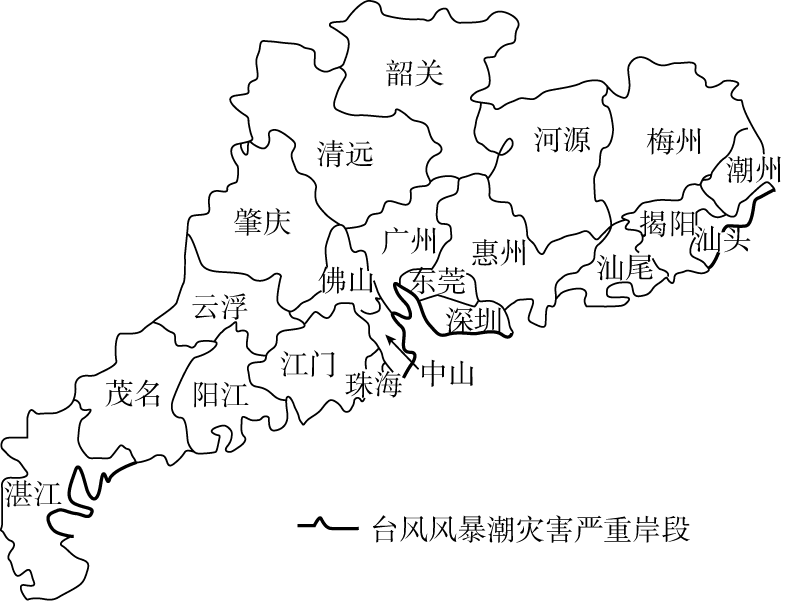 韶关
河源
梅州
清远
潮州
肇庆
揭阳
广州
惠州
汕头
汕尾
佛山
东莞
云浮
深圳
江门
中山
珠海
茂名
阳江
湛江
台风风暴潮灾害严重岸段